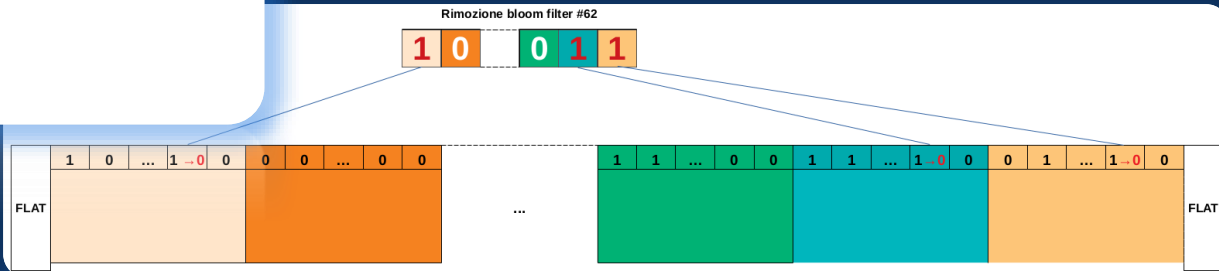 Rimozione bloom filter #62
1 0 0 1 1
1 0 ... 1→0 0 0 0 ... 0 0 1 1 ... 0 0 1 1 ... 1→0 0 0 1 ... 1→0 0
FLAT ... FLAT